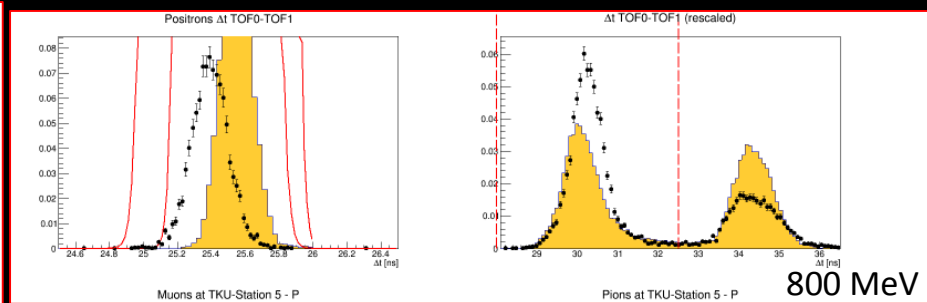 Positrons Δt TOF0-TOF1
0.08
0.07
0.06
0.05
0.04
0.03
0.02
0.01
0
24.6 24.8 25 25.2 25.4 25.6 25.8 26 26.2 26.4
Δt [ns]
Δt TOF0-TOF1 (rescaled)
0.06
0.05
0.04
0.03
0.02
0.01
0
29 30 31 32 33 34 35 36
Δt [ns]
Muons at TKU-Station 5 - P
Pions at TKU-Station 5 - P
800 MeV